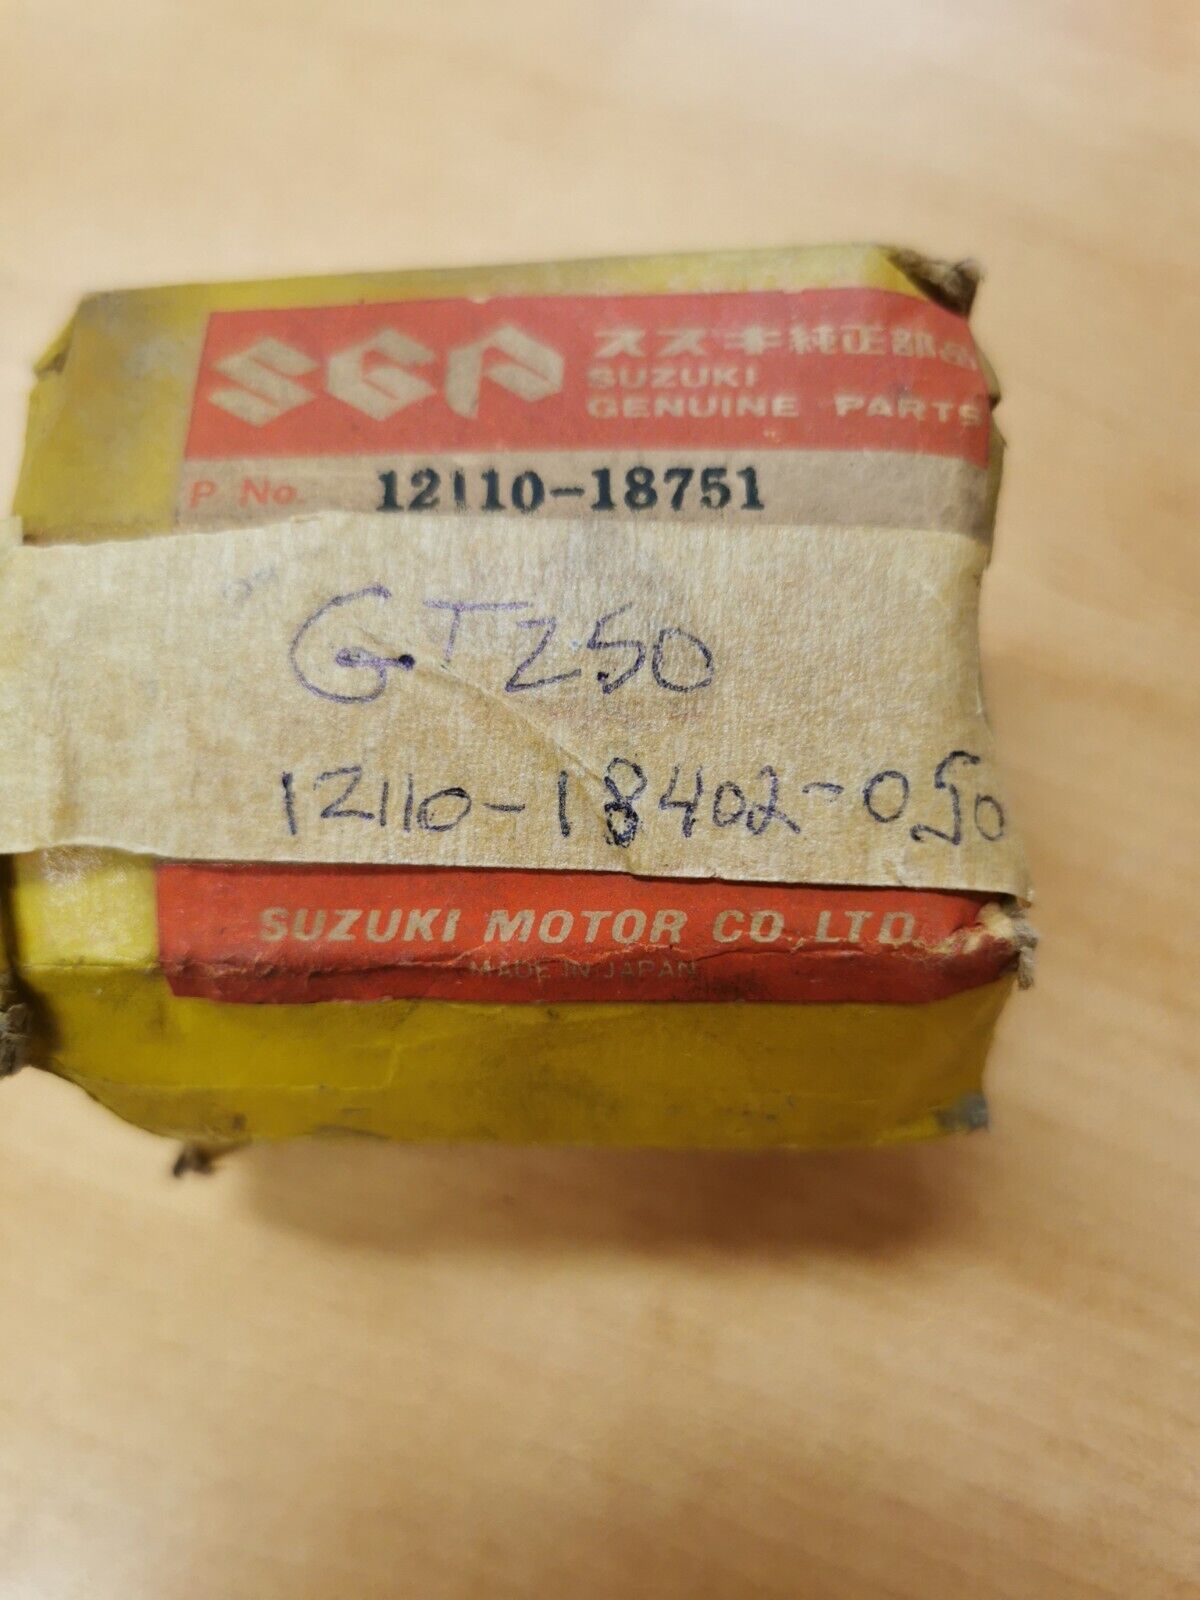 SGP
スズキ純正部品
SUZUKI
GENUINE PARTS
P No. 12110-18751
GT250
12110-18402-050
SUZUKI MOTOR CO., LTD.
MADE IN JAPAN